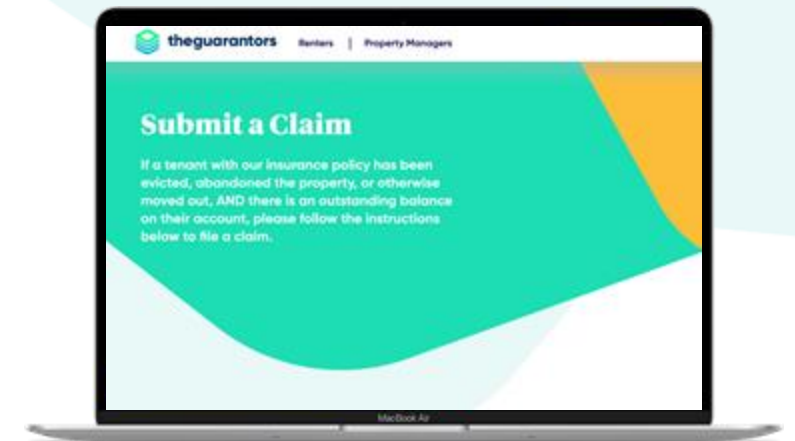 theguarantors Renters | Property Managers
Submit a Claim
If a tenant with our insurance policy has been
evicted, abandoned the property, or otherwise
moved out, AND there is an outstanding balance
on their account, please follow the instructions
below to file a claim.
MacBook Air